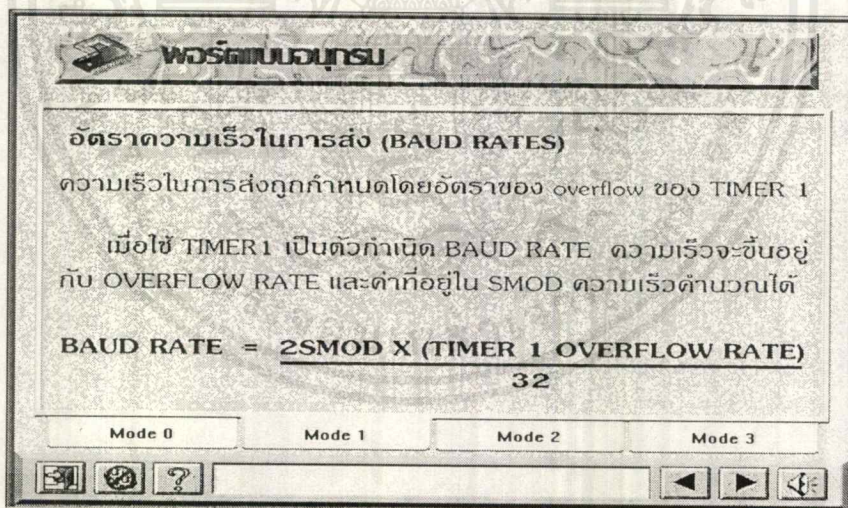 พอร์ตแบบอนุกรม
อัตราความเร็วในการส่ง (BAUD RATES)
ความเร็วในการส่งถูกกำหนดโดยอัตราของ overflow ของ TIMER 1
เมื่อใช้ TIMER1 เป็นตัวกำเนิด BAUD RATE ความเร็วจะขึ้นอยู่
กับ OVERFLOW RATE และค่าที่อยู่ใน SMOD ความเร็วคำนวณได้
BAUD RATE = 2SMOD X (TIMER 1 OVERFLOW RATE)
32
Mode 0 Mode 1 Mode 2 Mode 3